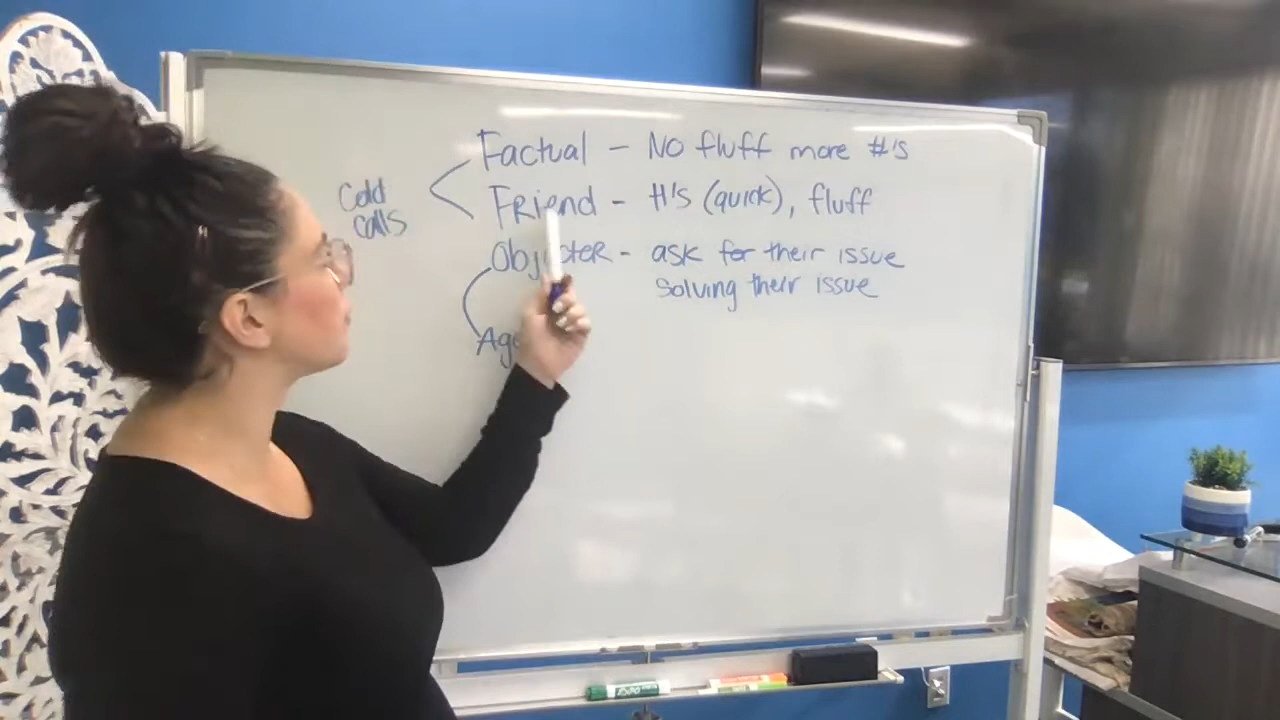 Factual - No fluff more #'s
Cold
calls
Friend - #'s (quick), fluff
- ask for their issue
solving their issue